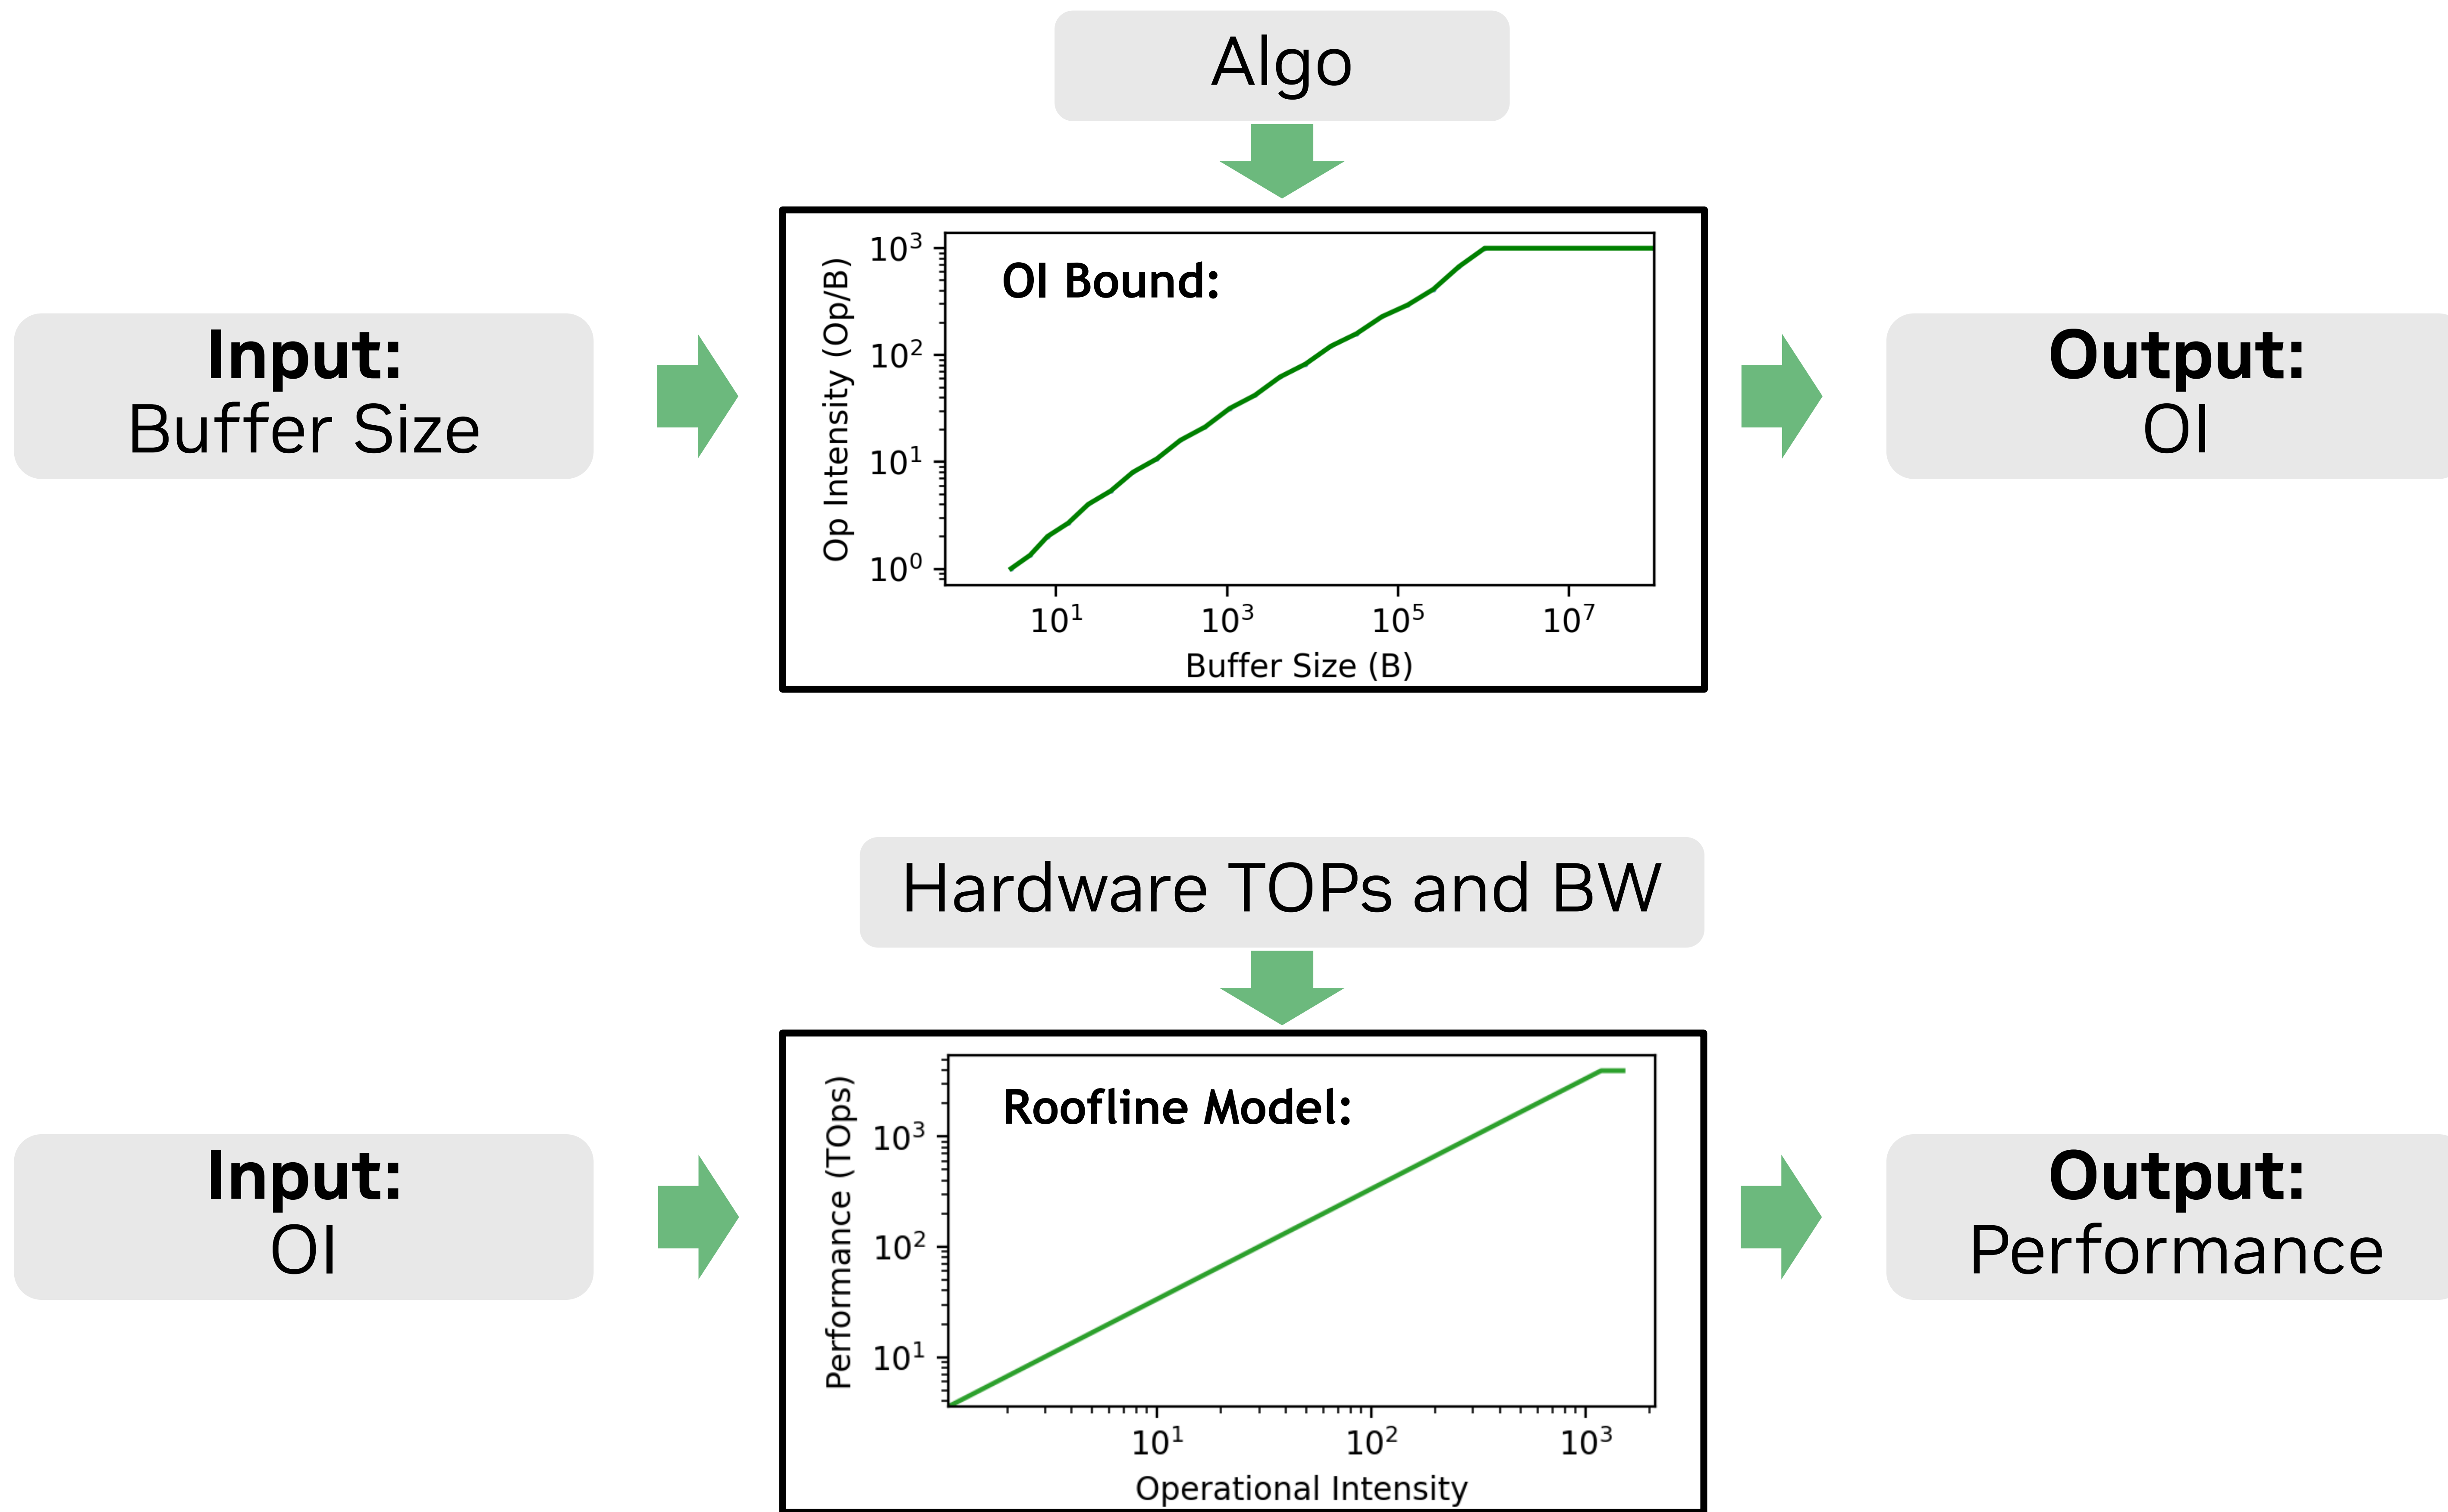 Algo
Input:
Buffer Size
OI Bound:
Op Intensity (Op/B)
10³
10²
10¹
10⁰
10¹ 10³ 10⁵ 10⁷
Buffer Size (B)
Output:
OI
Hardware TOPs and BW
Input:
OI
Roofline Model:
Performance (TOps)
10³
10²
10¹
10¹ 10² 10³
Operational Intensity
Output:
Performance